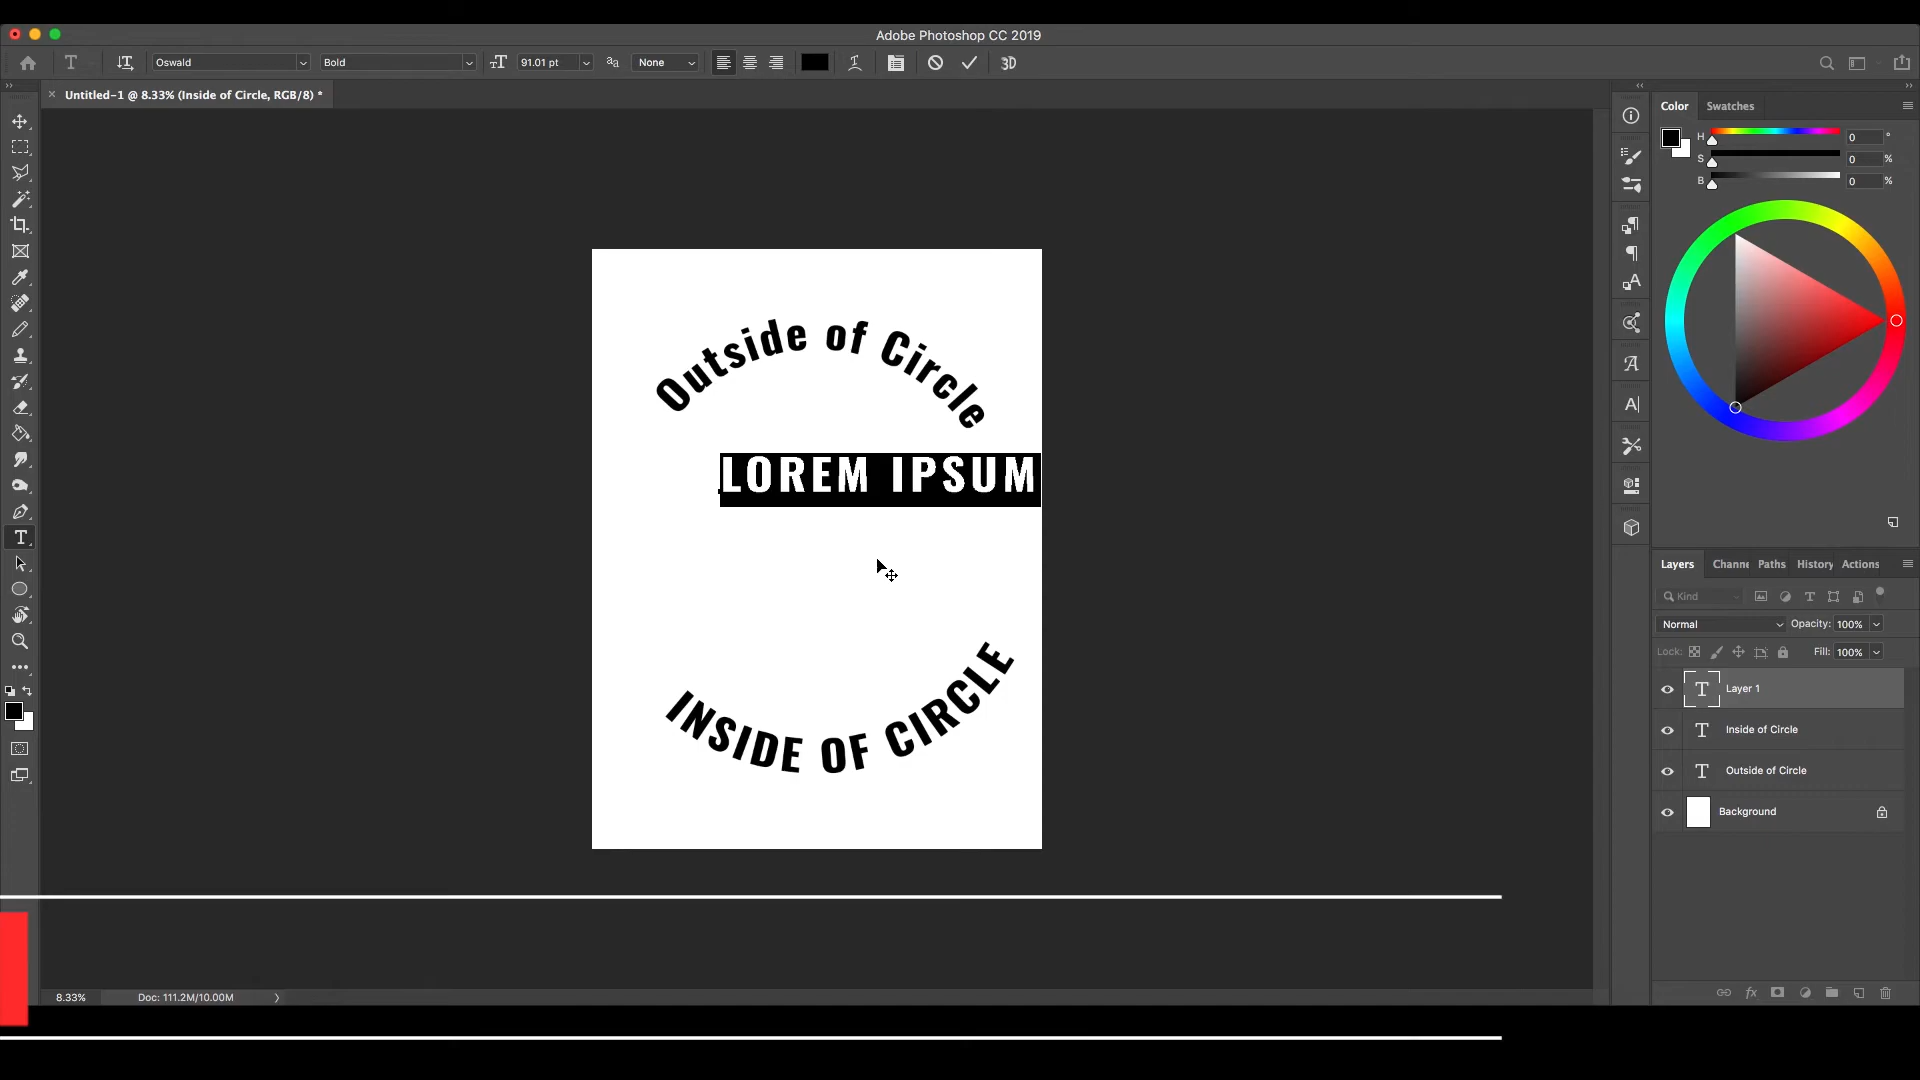 Adobe Photoshop CC 2019
Oswald Bold 91.01 pt None 3D
Untitled-1 @ 8.33% (Inside of Circle, RGB/8) *
Color Swatches
H 0 °
S 0 %
B 0 %
Outside of Circle
LOREM IPSUM
INSIDE OF CIRCLE
Layers Channe Paths History Actions
Kind
Normal Opacity: 100%
Lock: Fill: 100%
Layer 1
Inside of Circle
Outside of Circle
Background
8.33% Doc: 111.2M/10.00M